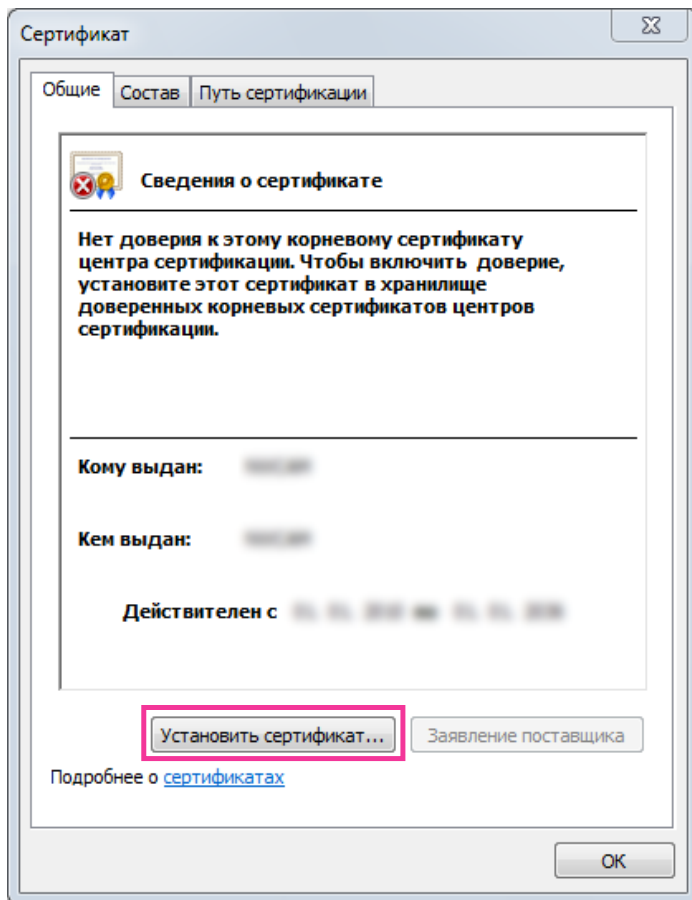 Сертификат
Общие Состав Путь сертификации
Сведения о сертификате
Нет доверия к этому корневому сертификату
центра сертификации. Чтобы включить доверие,
установите этот сертификат в хранилище
доверенных корневых сертификатов центров
сертификации.
Кому выдан:
Кем выдан:
Действителен с
Установить сертификат... Заявление поставщика
Подробнее о сертификатах
ОК